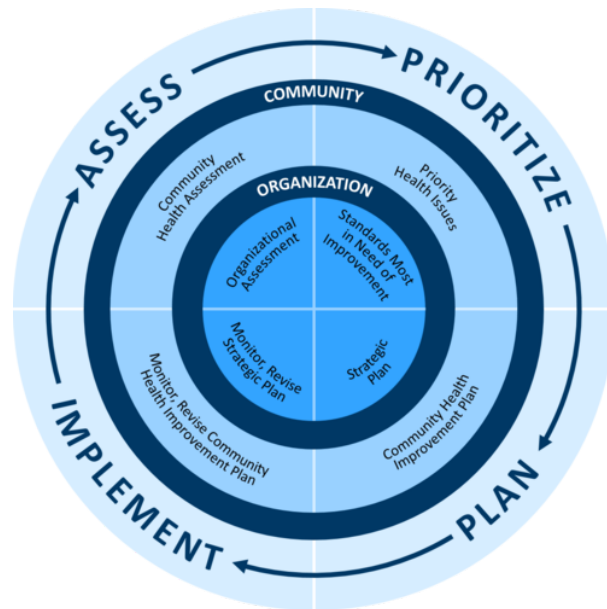 ASSESS
PRIORITIZE
COMMUNITY
Community
Health Assessment
Priority
Health Issues
ORGANIZATION
Organizational
Assessment
Standards Most
in Need of
Improvement
Monitor, Revise
Strategic Plan
Strategic
Plan
Monitor, Revise Community
Health Improvement Plan
Community Health
Improvement Plan
IMPLEMENT
PLAN